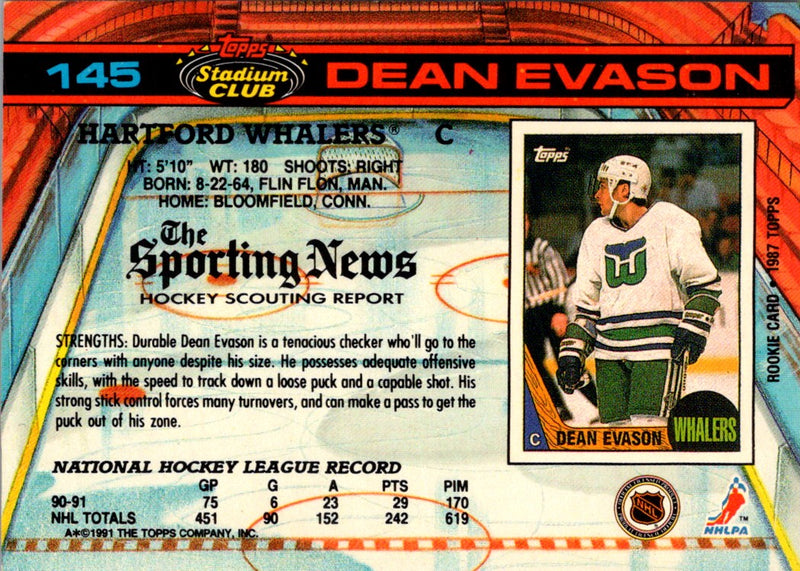 145
Topps
Stadium
CLUB
DEAN EVASON
HARTFORD WHALERS® C
HT: 5'10" WT: 180 SHOOTS: RIGHT
BORN: 8-22-64, FLIN FLON, MAN.
HOME: BLOOMFIELD, CONN.
The
Sporting News
HOCKEY SCOUTING REPORT
STRENGTHS: Durable Dean Evason is a tenacious checker who'll go to the
corners with anyone despite his size. He possesses adequate offensive
skills, with the speed to track down a loose puck and a capable shot. His
strong stick control forces many turnovers, and can make a pass to get the
puck out of his zone.
NATIONAL HOCKEY LEAGUE RECORD
GP G A PTS PIM
90-91 75 6 23 29 170
NHL TOTALS 451 90 152 242 619
A*©1991 THE TOPPS COMPANY, INC.
Topps®
W
C DEAN EVASON WHALERS
ROOKIE CARD • 1987 TOPPS
NHL
NHLPA™